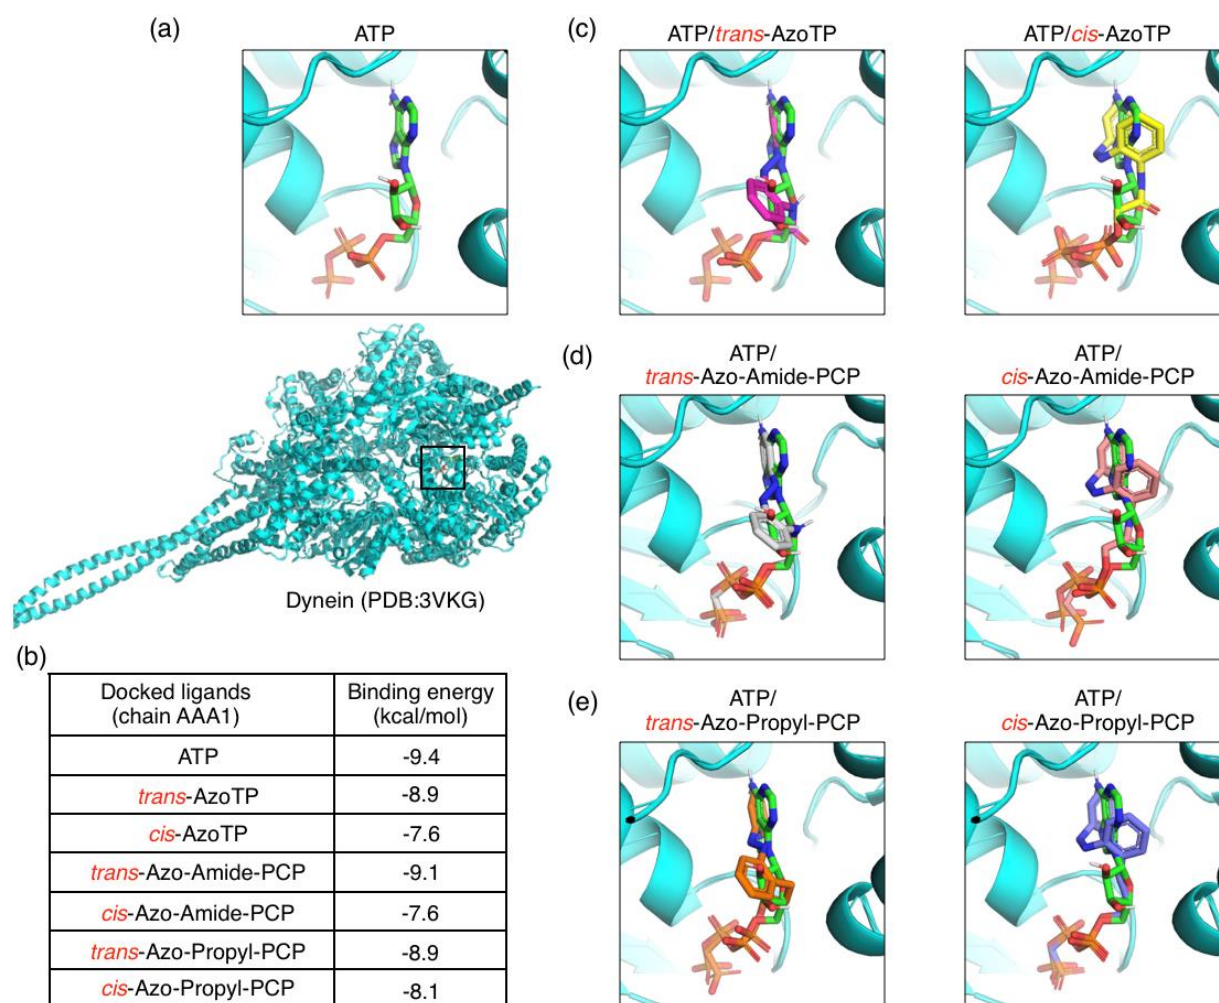 (a)
ATP
Dynein (PDB:3VKG)
(b)
Docked ligands
(chain AAA1)
Binding energy
(kcal/mol)
ATP
-9.4
trans-AzoTP
-8.9
cis-AzoTP
-7.6
trans-Azo-Amide-PCP
-9.1
cis-Azo-Amide-PCP
-7.6
trans-Azo-Propyl-PCP
-8.9
cis-Azo-Propyl-PCP
-8.1
(c)
ATP/trans-AzoTP
ATP/cis-AzoTP
(d)
ATP/
trans-Azo-Amide-PCP
ATP/
cis-Azo-Amide-PCP
(e)
ATP/
trans-Azo-Propyl-PCP
ATP/
cis-Azo-Propyl-PCP